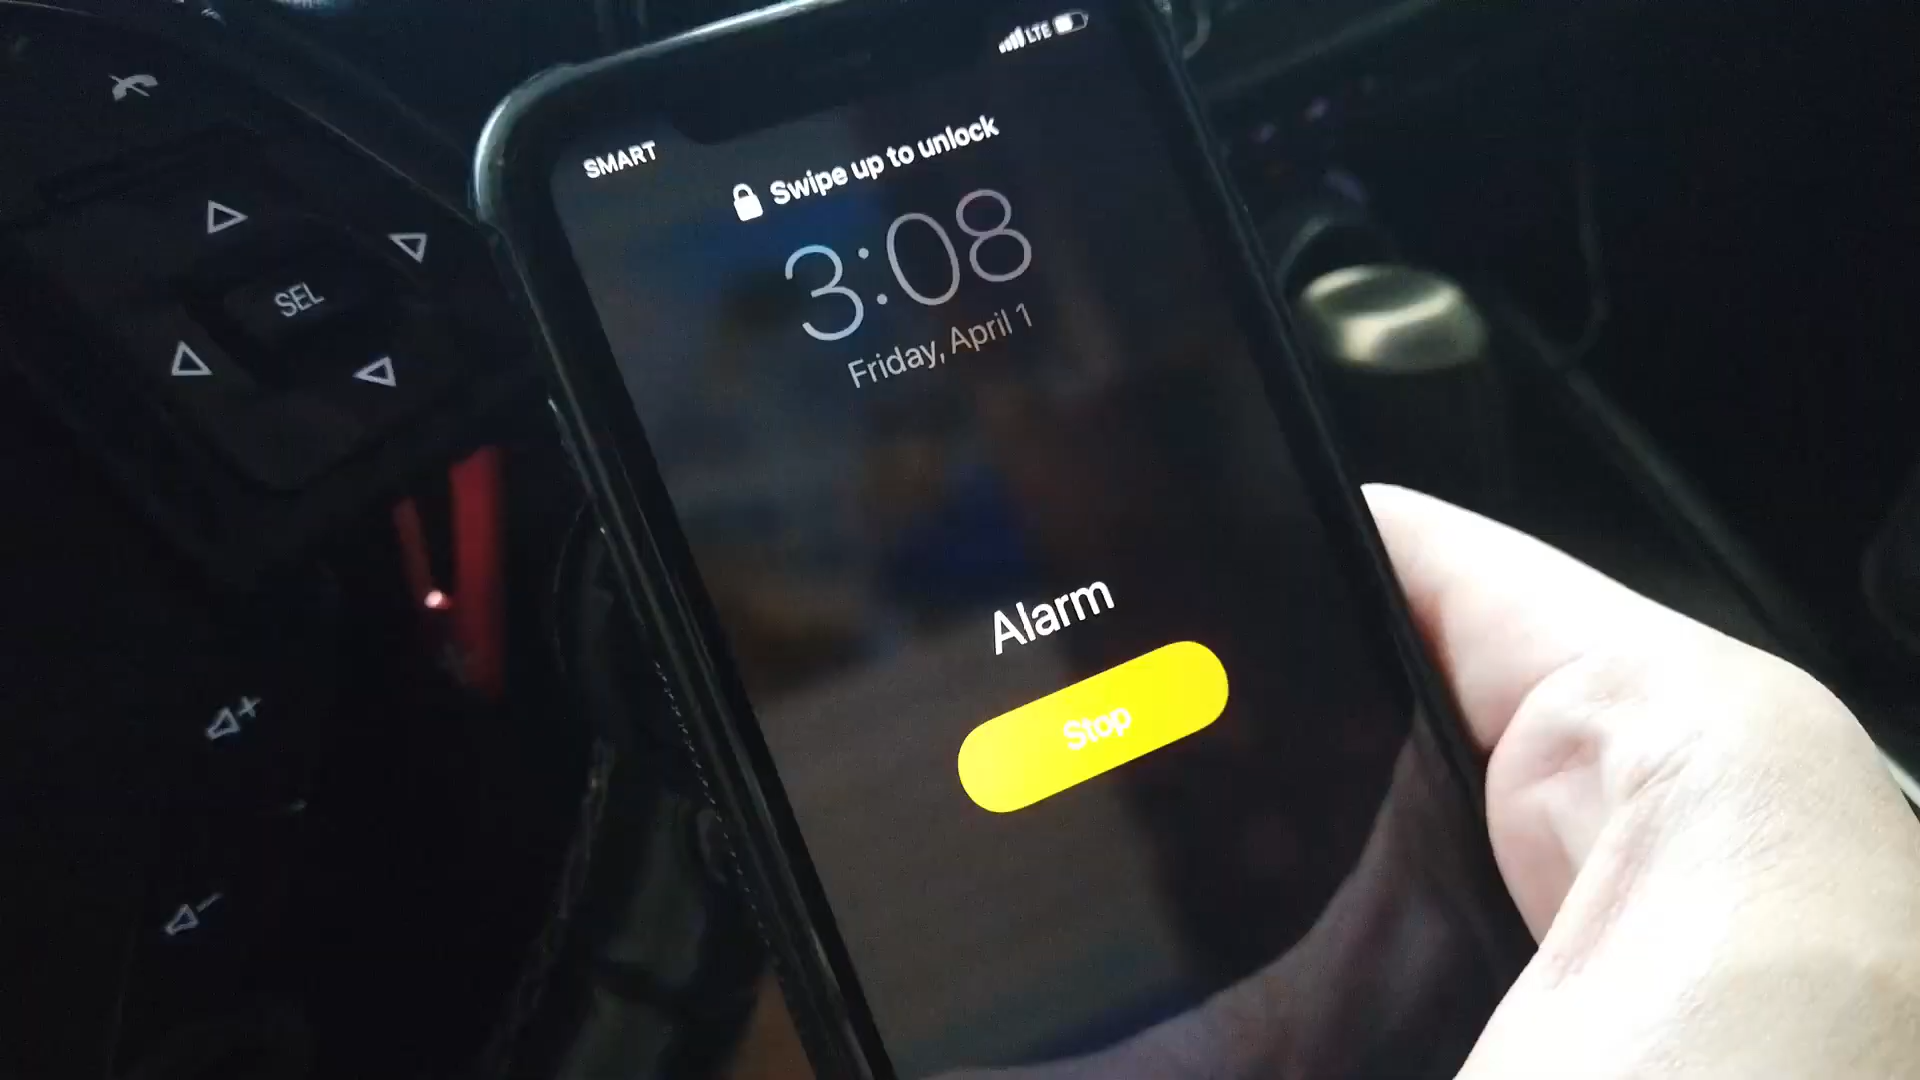 LTE
SMART
Swipe up to unlock
3:08
Friday, April 1
SEL
Alarm
Stop